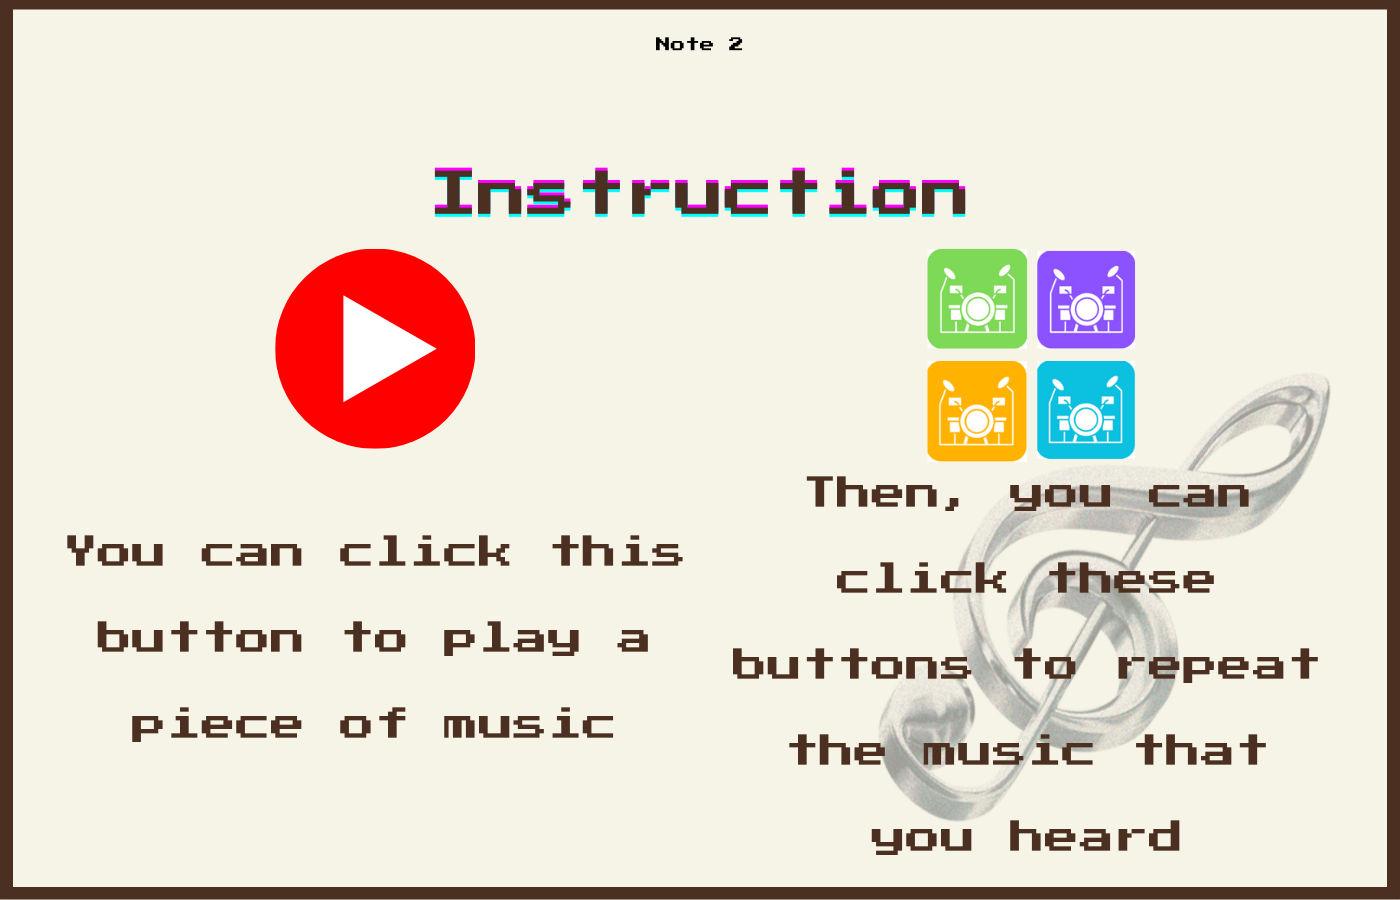 Note 2
Instruction
You can click this
button to play a
piece of music
Then, you can
click these
buttons to repeat
the music that
you heard